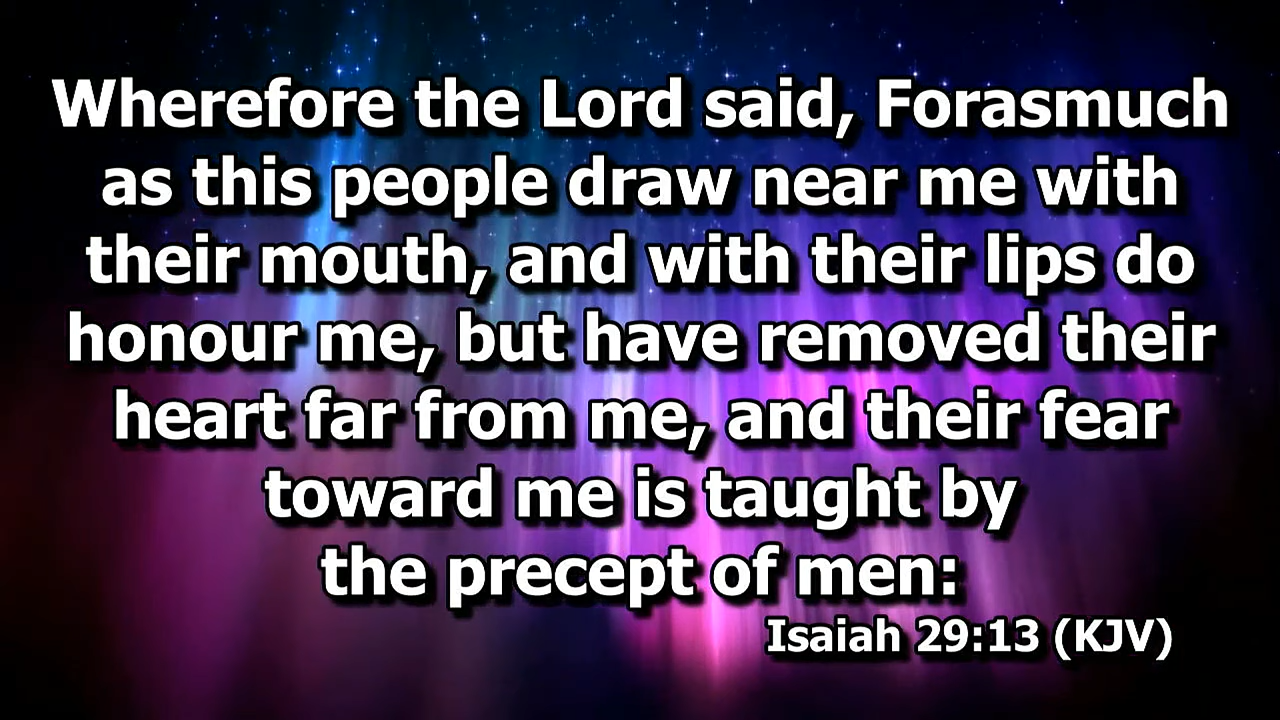 Wherefore the Lord said, Forasmuch
as this people draw near me with
their mouth, and with their lips do
honour me, but have removed their
heart far from me, and their fear
toward me is taught by
the precept of men:
Isaiah 29:13 (KJV)